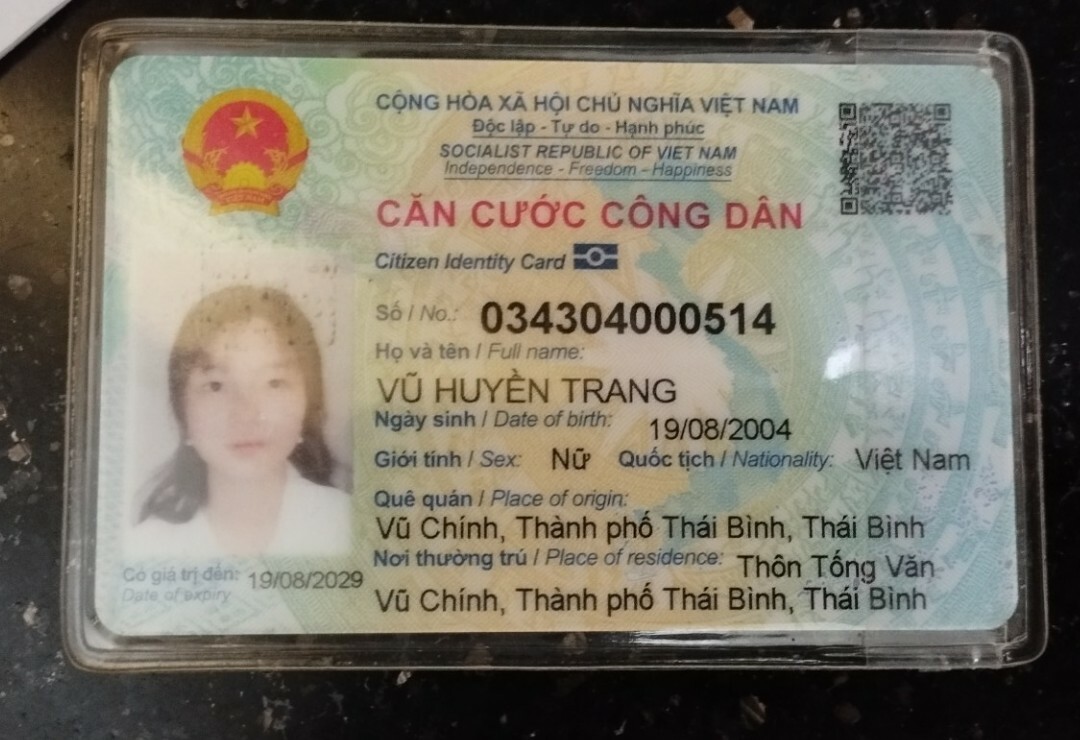 CỘNG HÒA XÃ HỘI CHỦ NGHĨA VIỆT NAM
Độc lập - Tự do - Hạnh phúc
SOCIALIST REPUBLIC OF VIET NAM
Independence - Freedom - Happiness
CĂN CƯỚC CÔNG DÂN
Citizen Identity Card
Số / No.: 034304000514
Họ và tên / Full name:
VŨ HUYỀN TRANG
Ngày sinh / Date of birth: 19/08/2004
Giới tính / Sex: Nữ Quốc tịch / Nationality: Việt Nam
Quê quán / Place of origin:
Vũ Chính, Thành phố Thái Bình, Thái Bình
Nơi thường trú / Place of residence: Thôn Tống Văn
Vũ Chính, Thành phố Thái Bình, Thái Bình
Có giá trị đến: 19/08/2029
Date of expiry